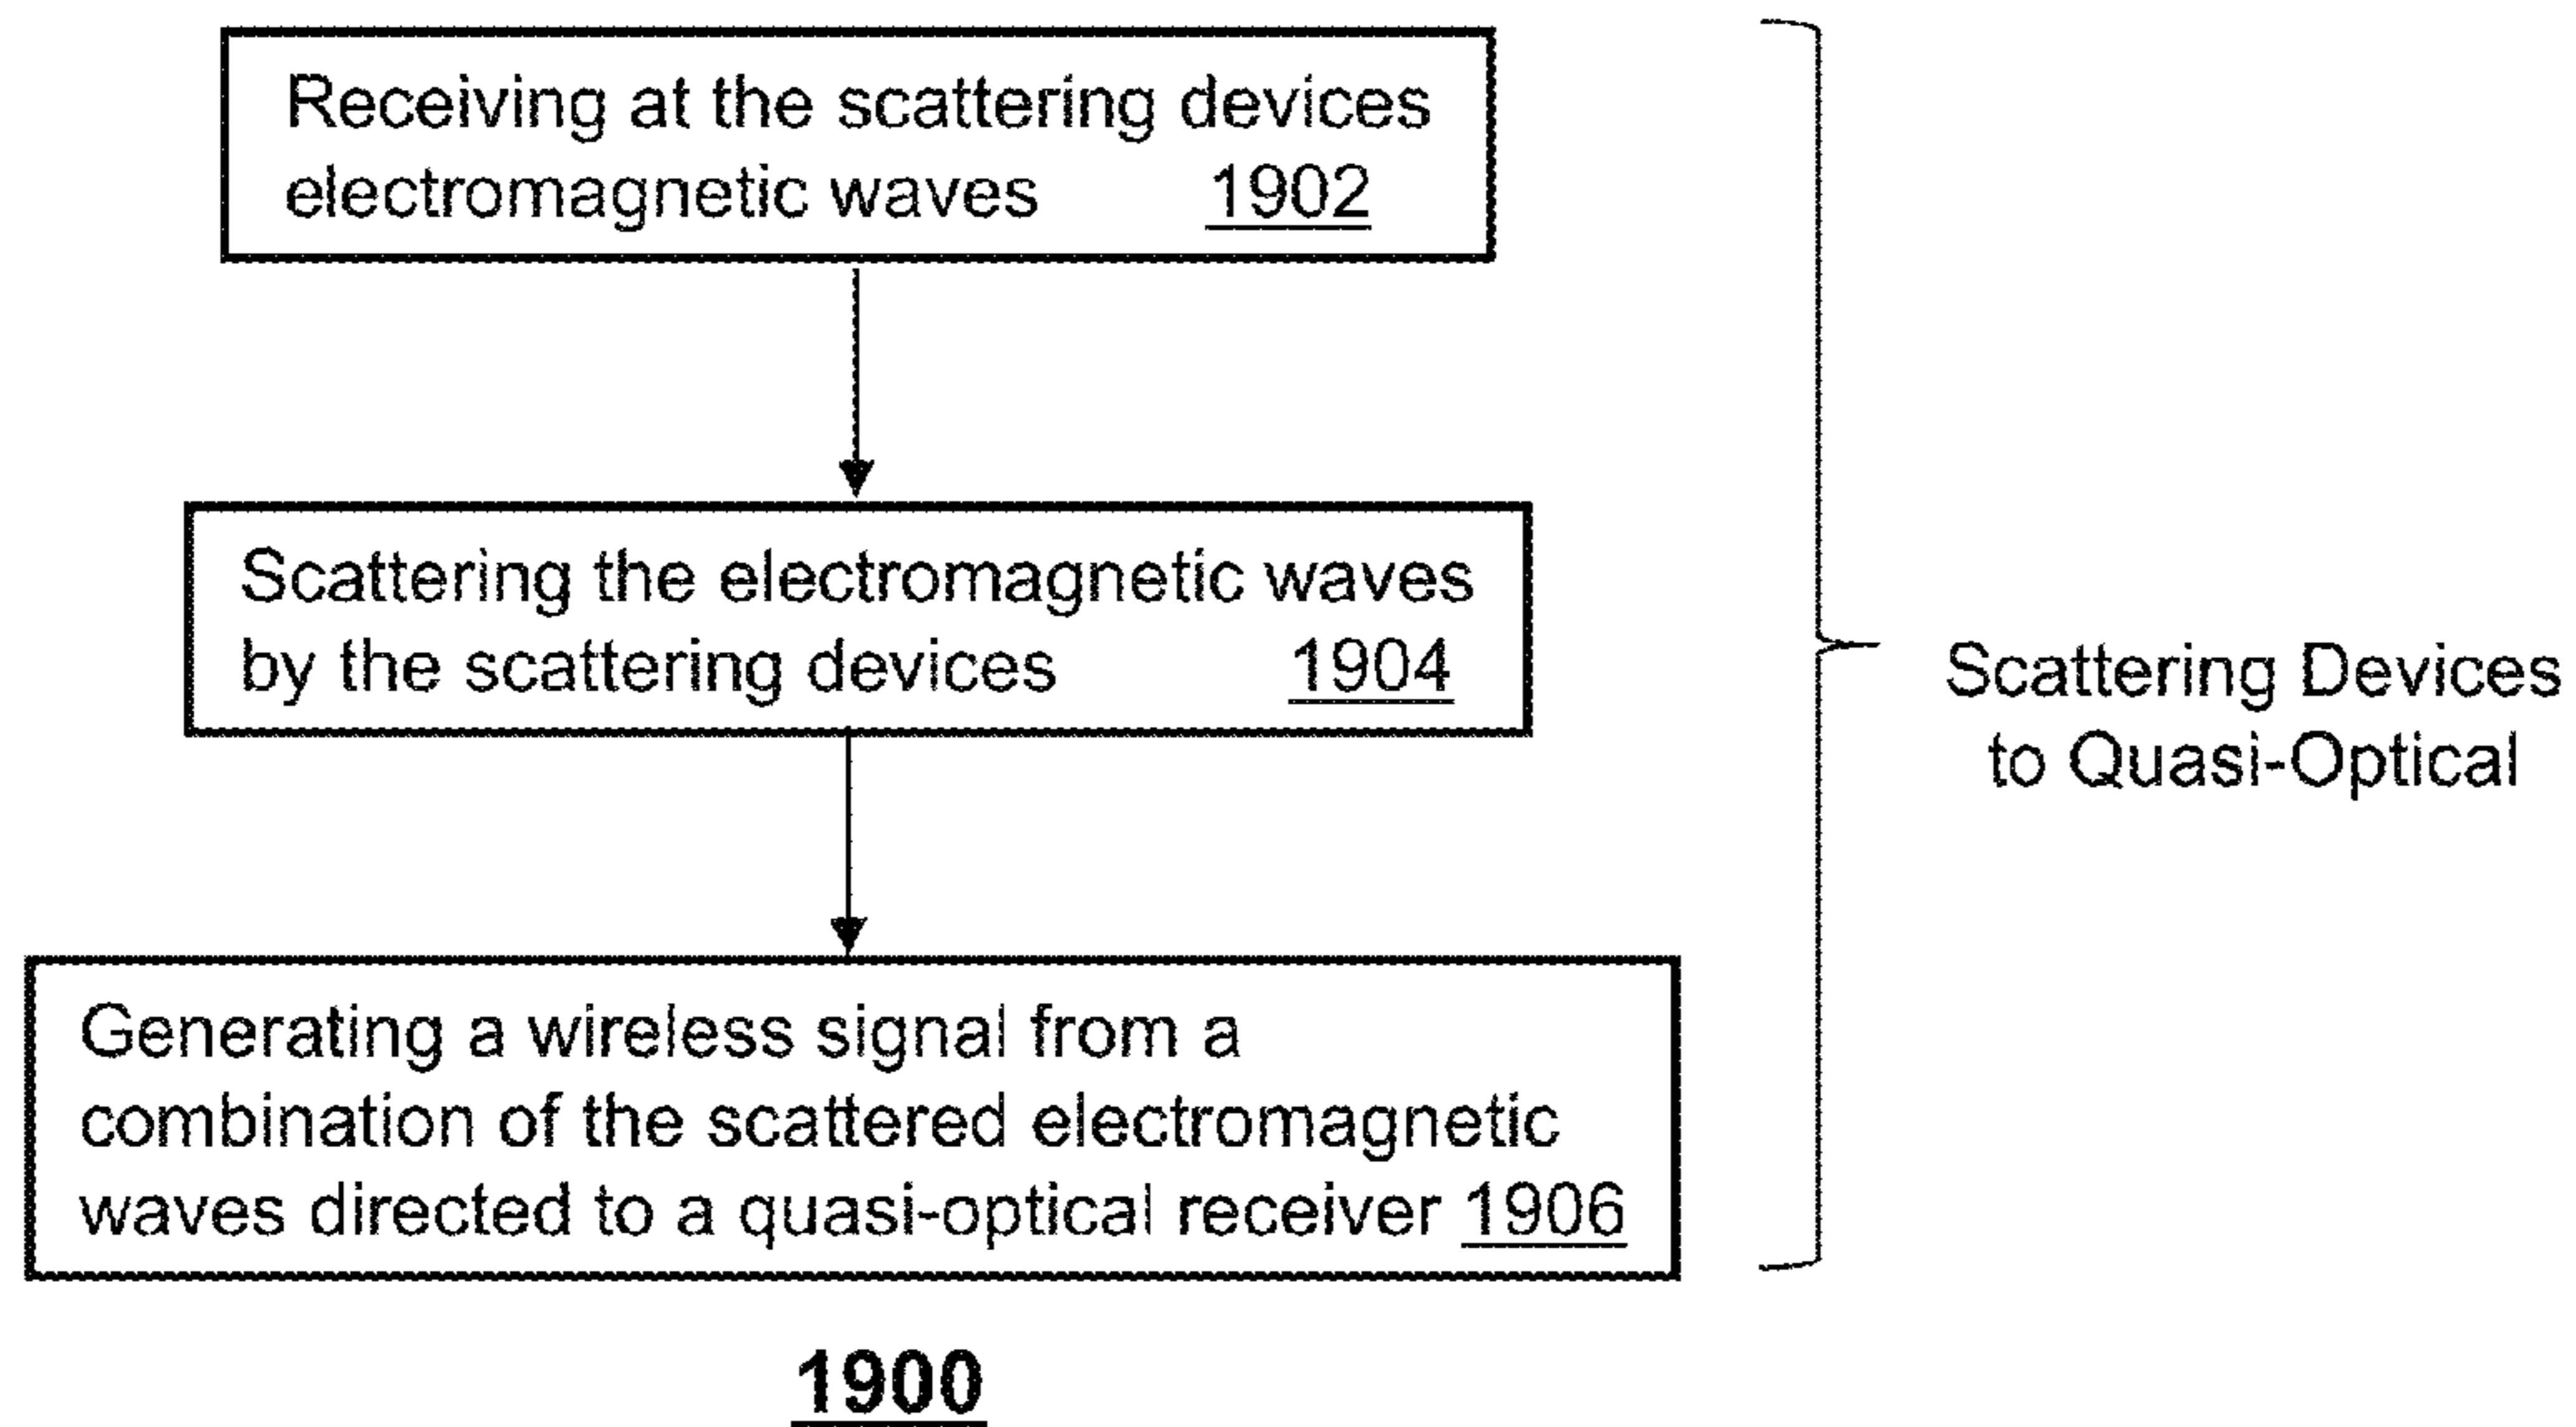 Receiving at the scattering devices
electromagnetic waves 1902
Scattering the electromagnetic waves
by the scattering devices 1904
Generating a wireless signal from a
combination of the scattered electromagnetic
waves directed to a quasi-optical receiver 1906
Scattering Devices
to Quasi-Optical
1900